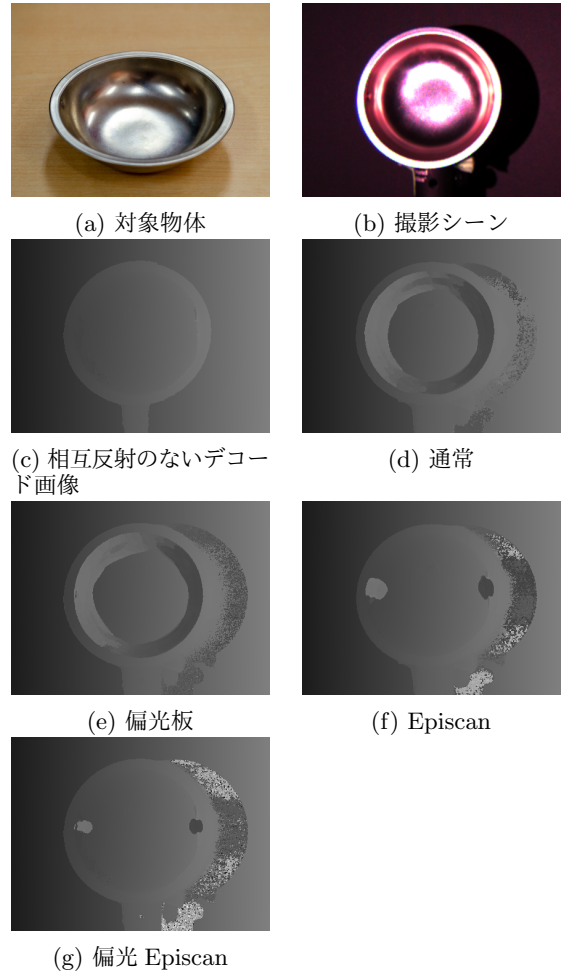 (a) 対象物体
(b) 撮影シーン
(c) 相互反射のないデコー
ド画像
(d) 通常
(e) 偏光板
(f) Episcan
(g) 偏光 Episcan